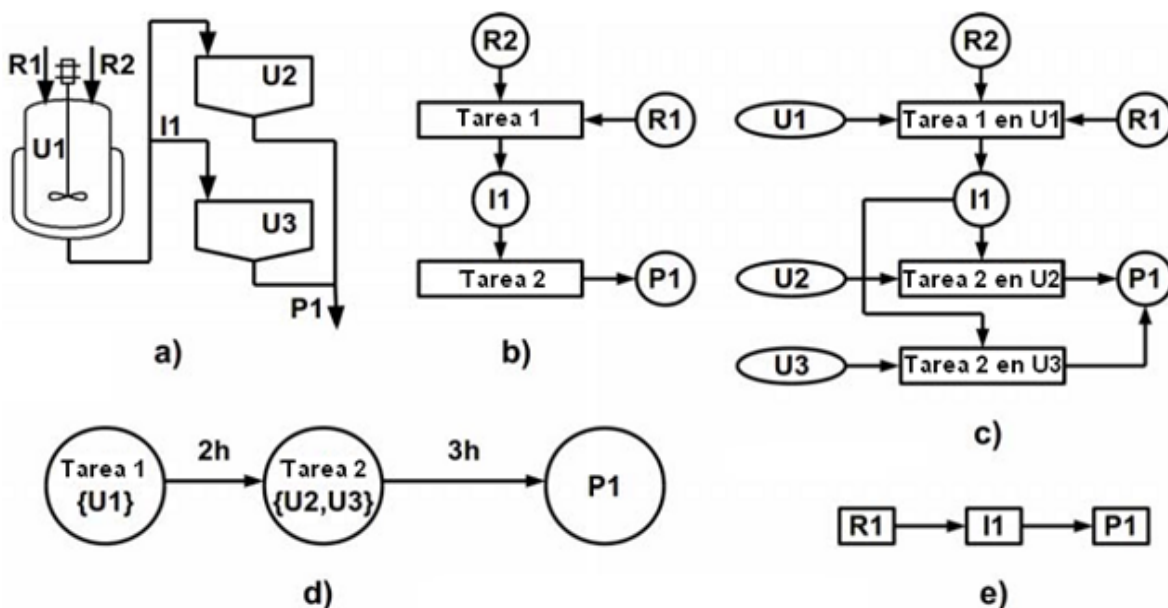 R1
R2
U1
I1
U2
U3
P1
a)
R2
Tarea 1
R1
I1
Tarea 2
P1
b)
R2
U1
Tarea 1 en U1
R1
I1
U2
Tarea 2 en U2
P1
U3
Tarea 2 en U3
c)
Tarea 1
{U1}
2h
Tarea 2
{U2,U3}
3h
P1
d)
R1
I1
P1
e)